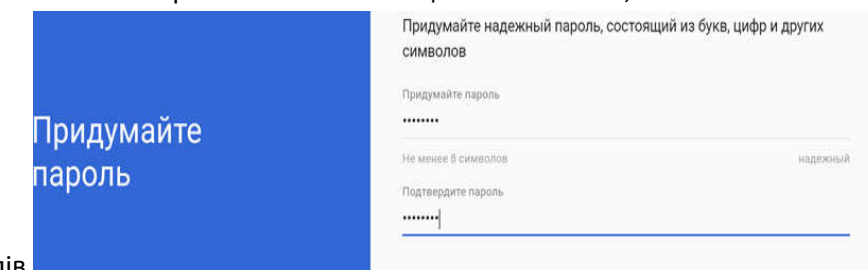 Придумайте надежный пароль, состоящий из букв, цифр и других
символов
Придумайте пароль
••••••••
Придумайте
пароль
Не менее 8 символов
надежный
Подтвердите пароль
••••••••
ів